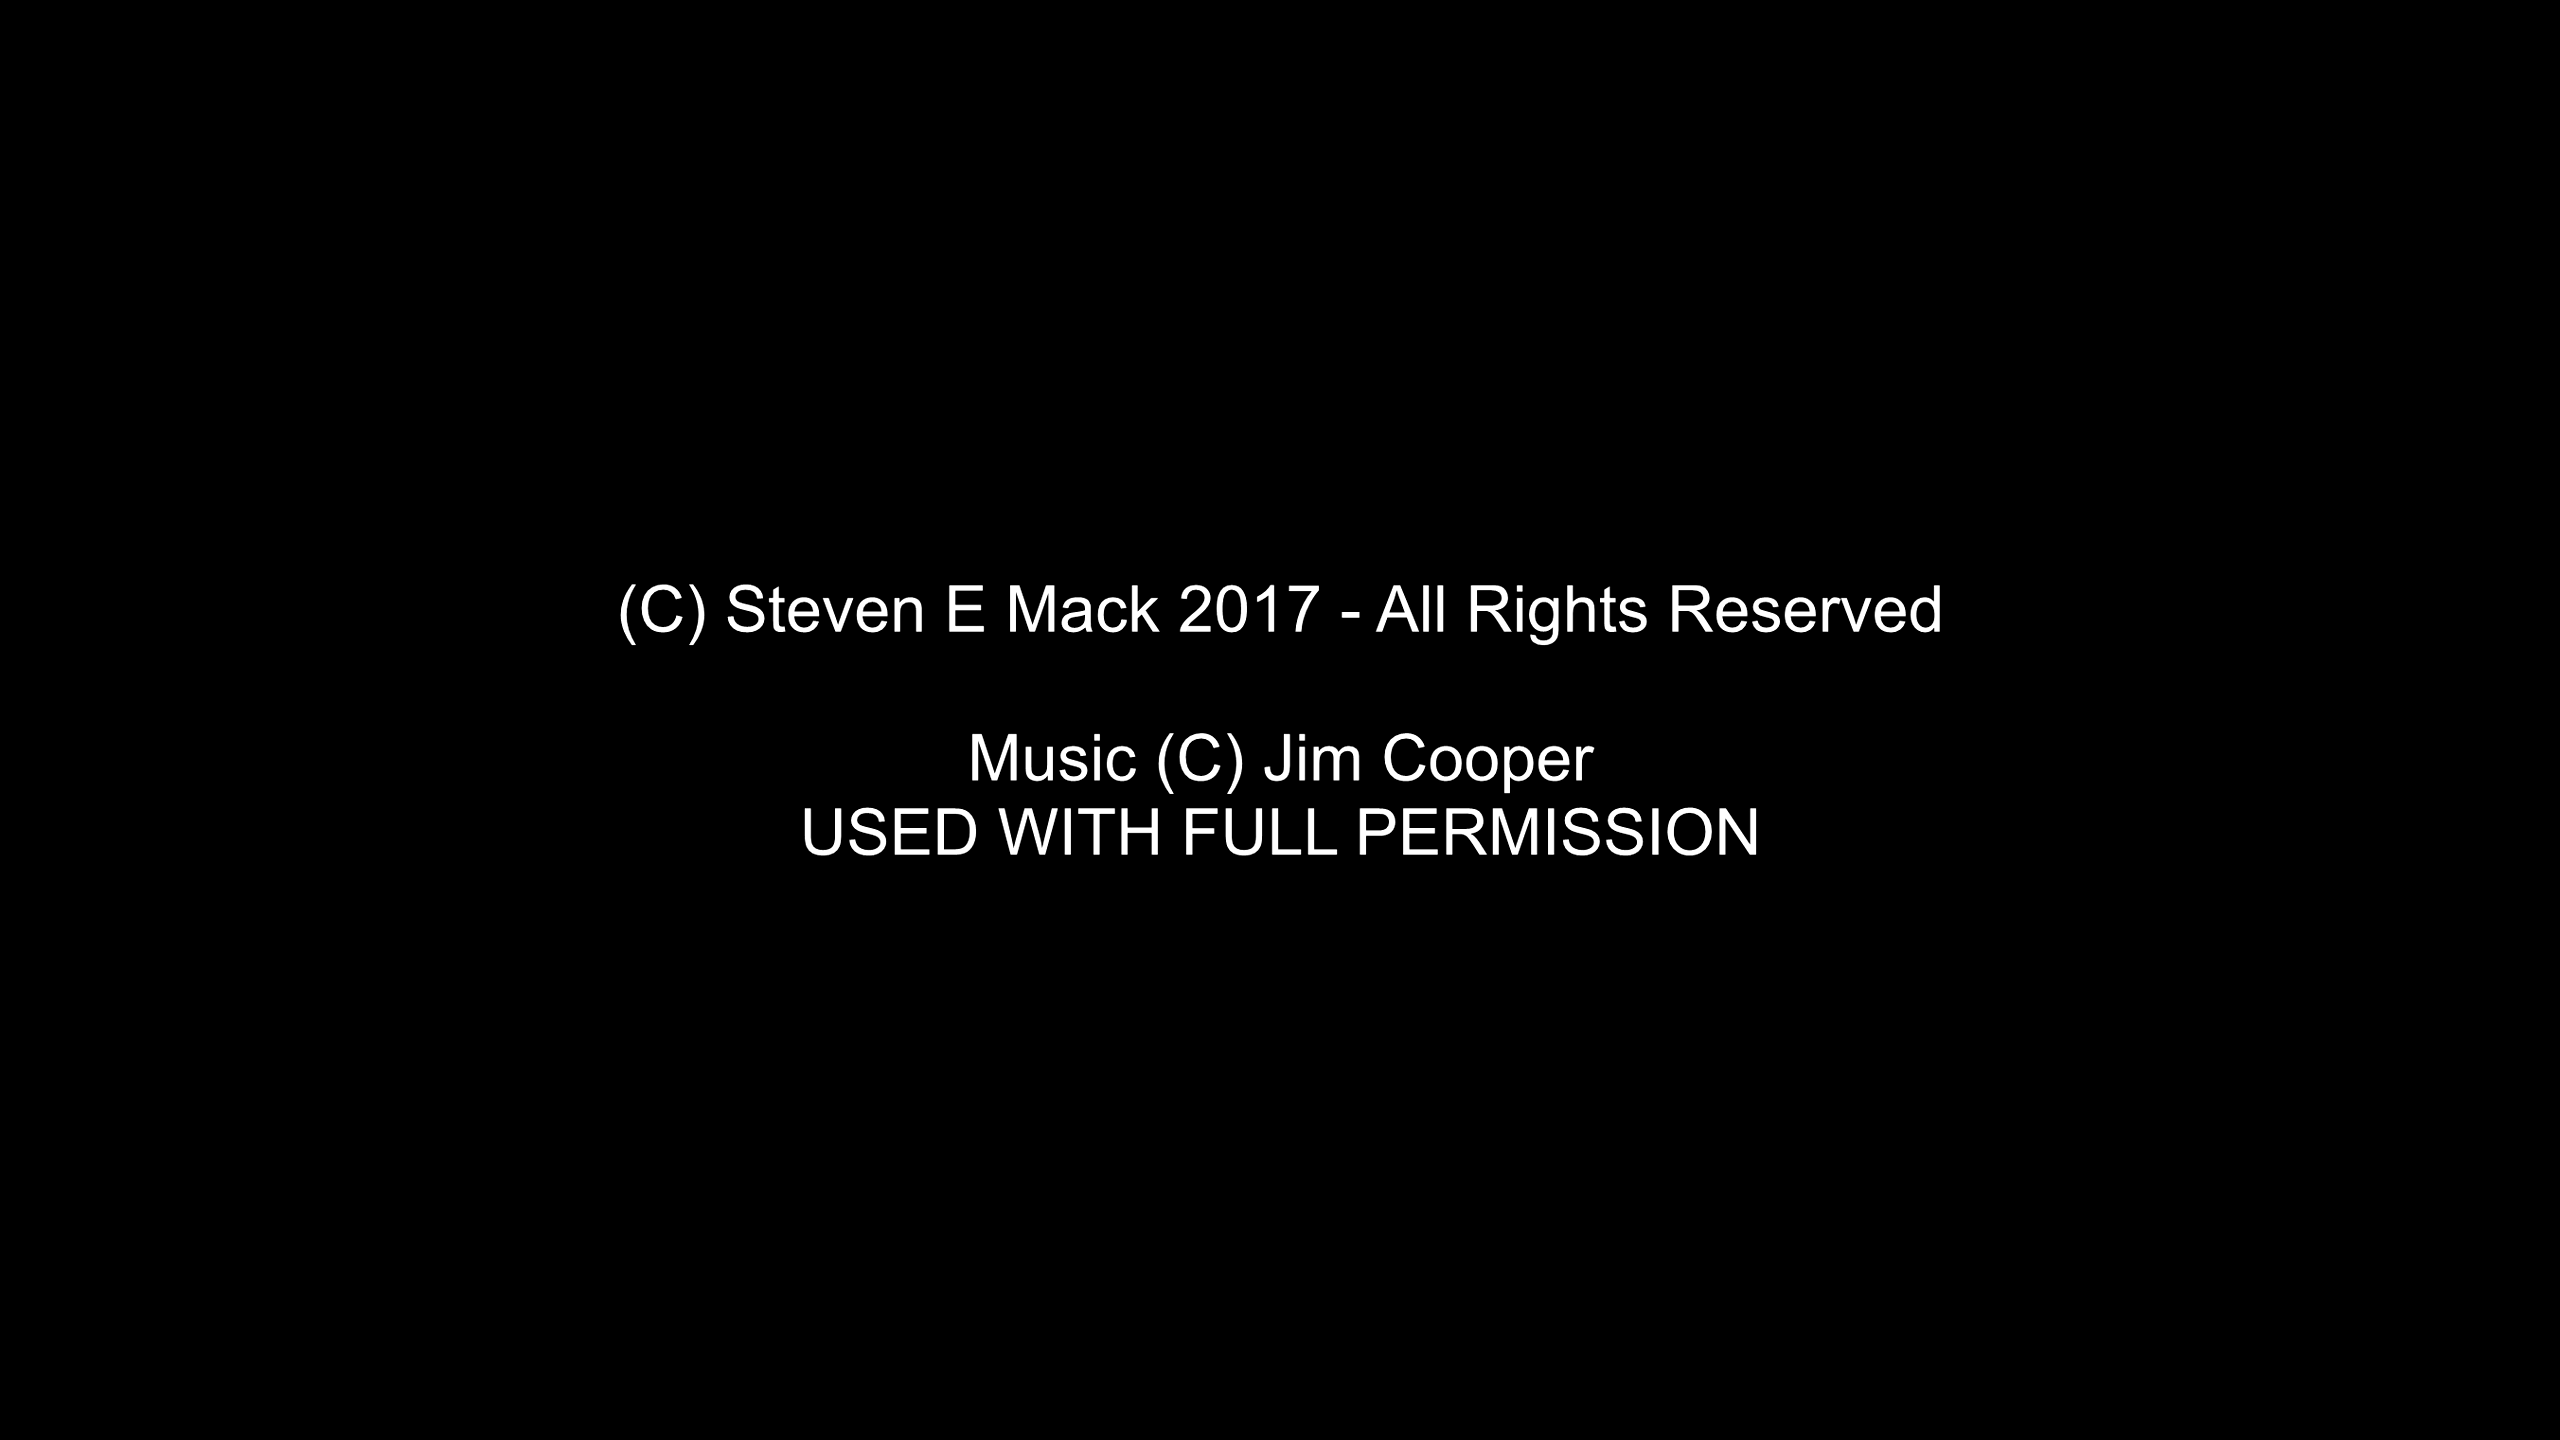 (C) Steven E Mack 2017 - All Rights Reserved
Music (C) Jim Cooper
USED WITH FULL PERMISSION